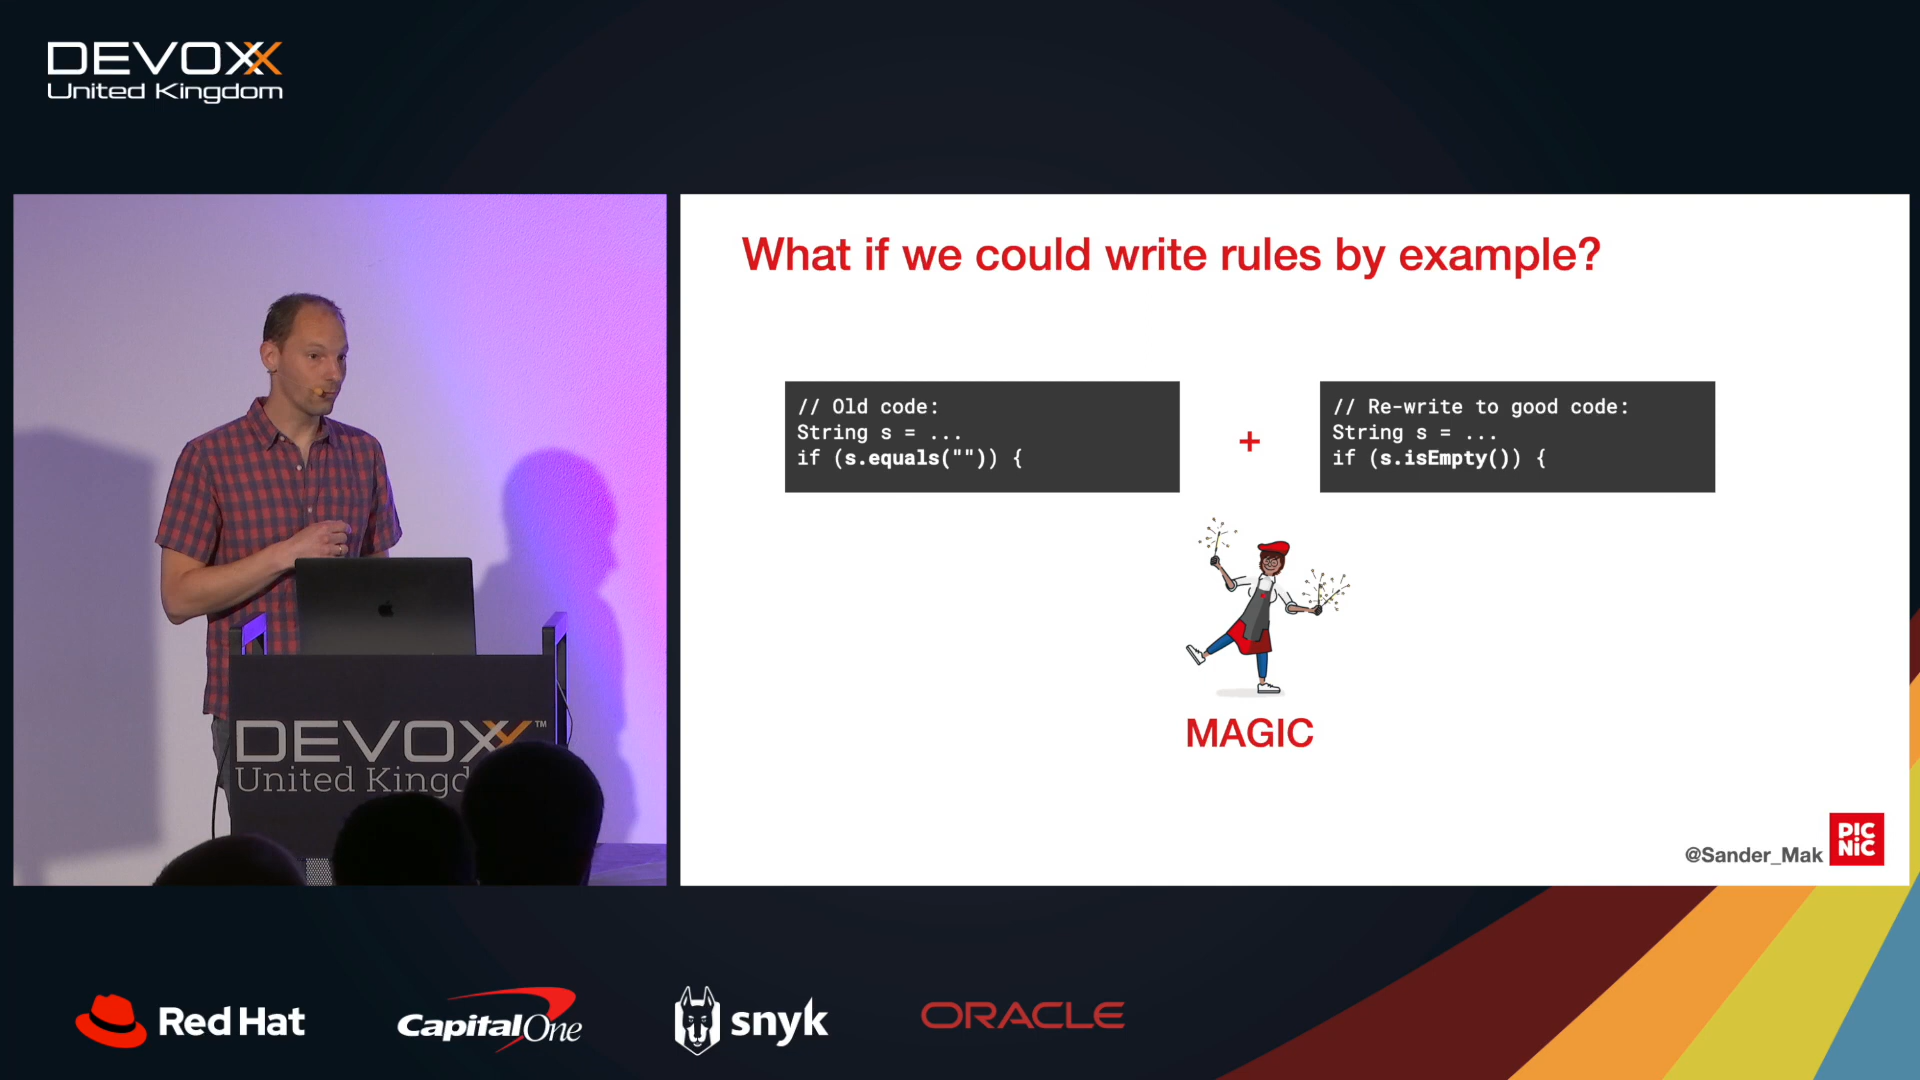 DEVOXX
United Kingdom
What if we could write rules by example?
// Old code:
String s = ...
if (s.equals("")) {
+
// Re-write to good code:
String s = ...
if (s.isEmpty()) {
MAGIC
@Sander_Mak
PIC
NIC
DEVOXX™
United Kingd
Red Hat
Capital One
snyk
ORACLE